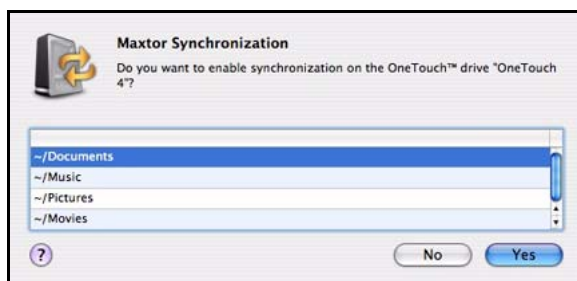 Maxtor Synchronization
Do you want to enable synchronization on the OneTouch™ drive "OneTouch
4"?
~/Documents
~/Music
~/Pictures
~/Movies
?
No
Yes